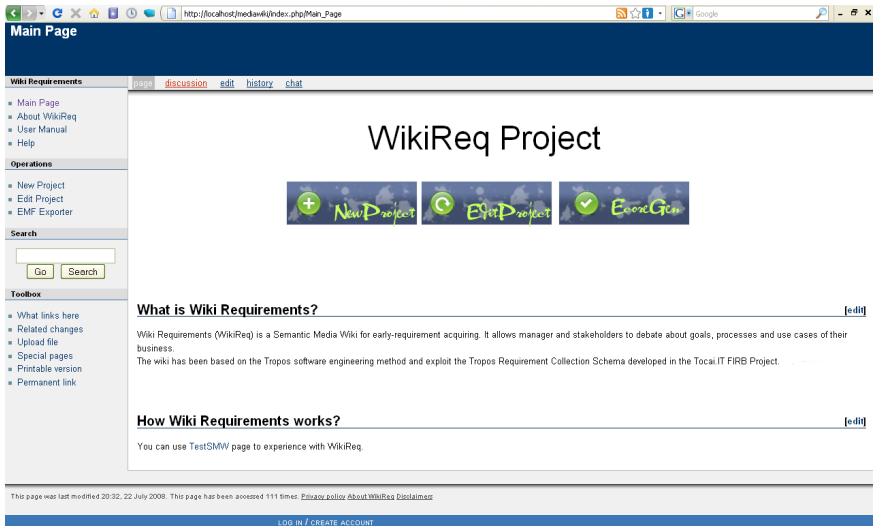 http://localhost/mediawiki/index.php/Main_Page
Google
Main Page
Wiki Requirements
Main Page
About WikiReq
User Manual
Help
Operations
New Project
Edit Project
EMF Exporter
Search
Go Search
Toolbox
What links here
Related changes
Upload file
Special pages
Printable version
Permanent link
page discussion edit history chat
WikiReq Project
NewProject EditProject EcoreGen
What is Wiki Requirements? [edit]
Wiki Requirements (WikiReq) is a Semantic Media Wiki for early-requirement acquiring. It allows manager and stakeholders to debate about goals, processes and use cases of their
business.
The wiki has been based on the Tropos software engineering method and exploit the Tropos Requirement Collection Schema developed in the Tocai.IT FIRB Project.
How Wiki Requirements works? [edit]
You can use TestSMW page to experience with WikiReq.
This page was last modified 20:32, 22 July 2008. This page has been accessed 111 times. Privacy policy About WikiReq Disclaimers
LOG IN / CREATE ACCOUNT